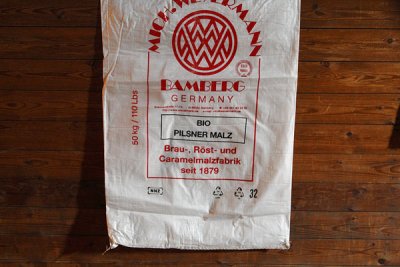 MICH. WEYERMANN
BAMBERG
GERMANY
BIO
PILSNER MALZ
Brau-, Röst- und
Caramelmalzfabrik
seit 1879
50 kg / 110 Lbs
32